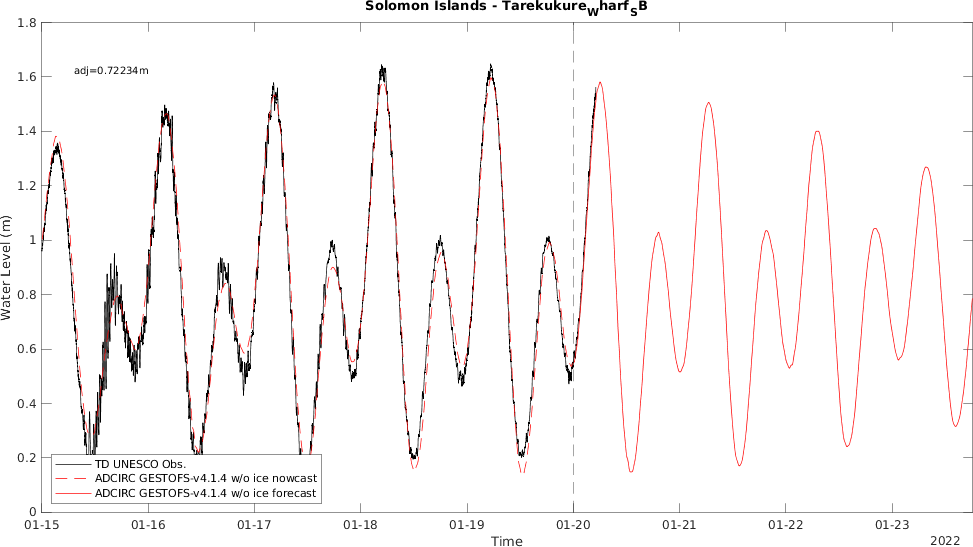 Solomon Islands - TarekukureWharfSB
1.8
1.6
1.4
1.2
1
0.8
0.6
0.4
0.2
0
Water Level (m)
adj=0.72234m
TD UNESCO Obs.
ADCIRC GESTOFS-v4.1.4 w/o ice nowcast
ADCIRC GESTOFS-v4.1.4 w/o ice forecast
01-15 01-16 01-17 01-18 01-19 01-20 01-21 01-22 01-23
Time
2022